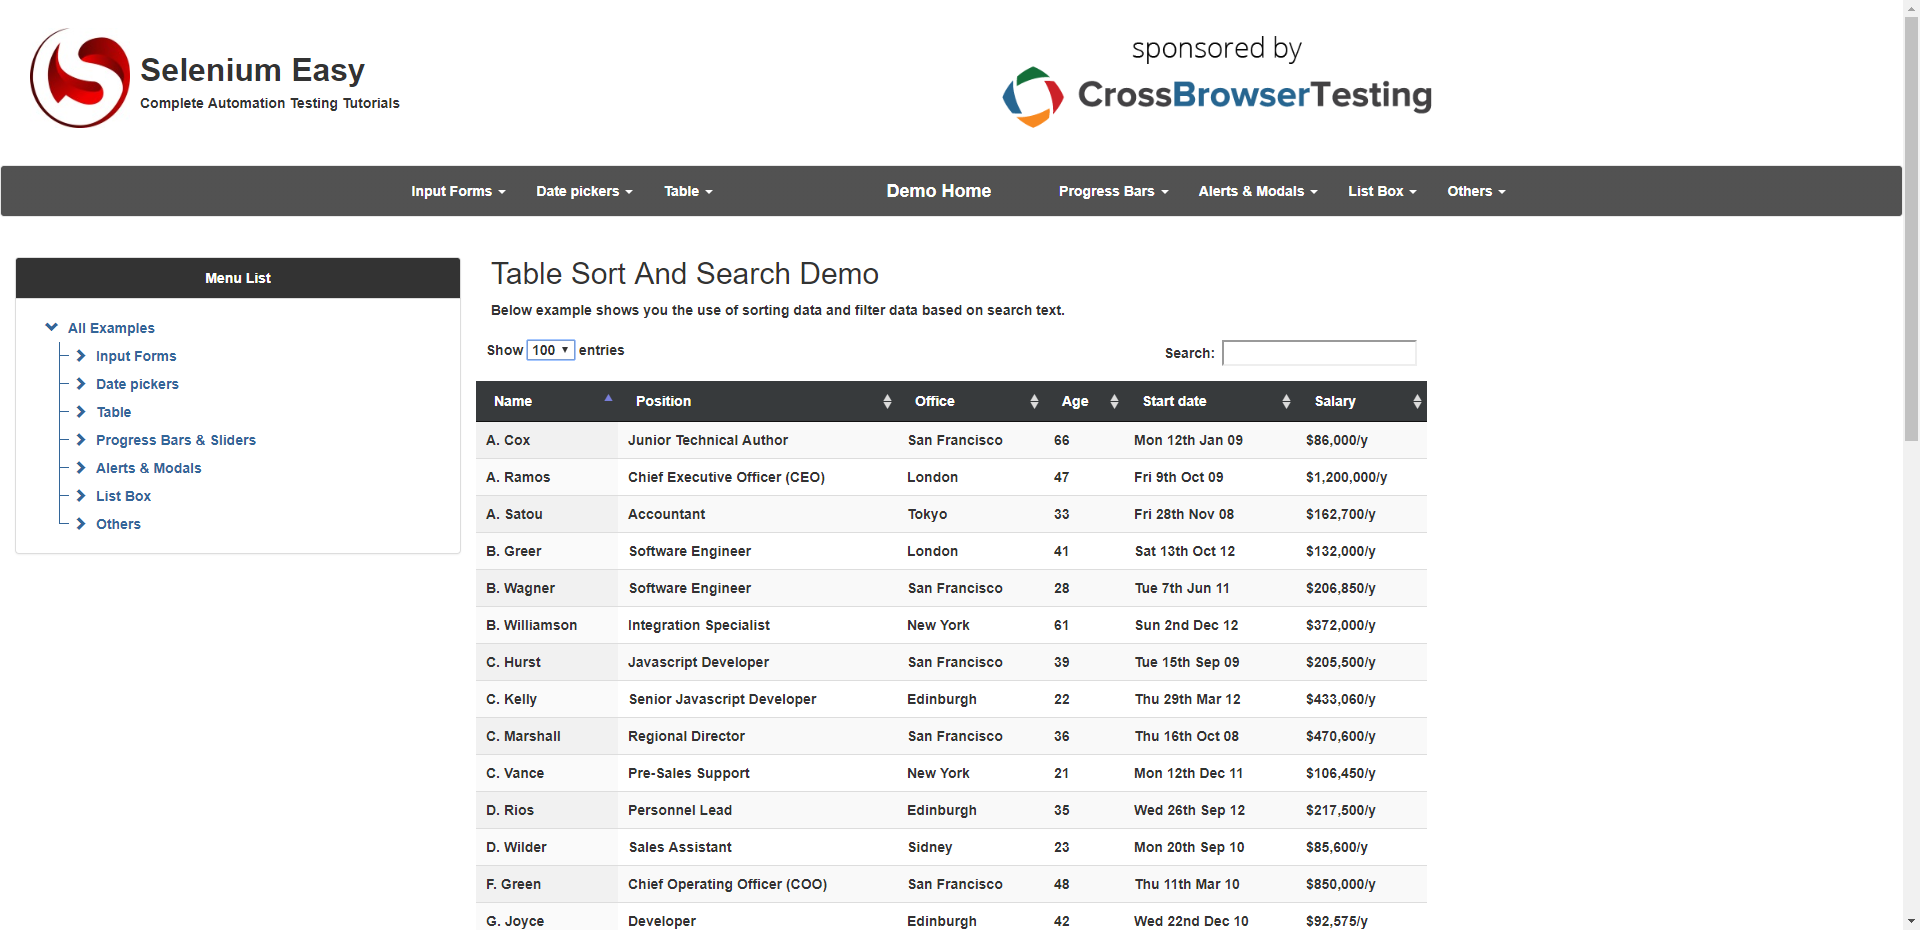 Selenium Easy
Complete Automation Testing Tutorials
sponsored by
CrossBrowserTesting
Input Forms Date pickers Table Demo Home Progress Bars Alerts & Modals List Box Others
Menu List
All Examples
Input Forms
Date pickers
Table
Progress Bars & Sliders
Alerts & Modals
List Box
Others
Table Sort And Search Demo
Below example shows you the use of sorting data and filter data based on search text.
Show 100 entries Search:
Name Position Office Age Start date Salary
A. Cox Junior Technical Author San Francisco 66 Mon 12th Jan 09 $86,000/y
A. Ramos Chief Executive Officer (CEO) London 47 Fri 9th Oct 09 $1,200,000/y
A. Satou Accountant Tokyo 33 Fri 28th Nov 08 $162,700/y
B. Greer Software Engineer London 41 Sat 13th Oct 12 $132,000/y
B. Wagner Software Engineer San Francisco 28 Tue 7th Jun 11 $206,850/y
B. Williamson Integration Specialist New York 61 Sun 2nd Dec 12 $372,000/y
C. Hurst Javascript Developer San Francisco 39 Tue 15th Sep 09 $205,500/y
C. Kelly Senior Javascript Developer Edinburgh 22 Thu 29th Mar 12 $433,060/y
C. Marshall Regional Director San Francisco 36 Thu 16th Oct 08 $470,600/y
C. Vance Pre-Sales Support New York 21 Mon 12th Dec 11 $106,450/y
D. Rios Personnel Lead Edinburgh 35 Wed 26th Sep 12 $217,500/y
D. Wilder Sales Assistant Sidney 23 Mon 20th Sep 10 $85,600/y
F. Green Chief Operating Officer (COO) San Francisco 48 Thu 11th Mar 10 $850,000/y
G. Joyce Developer Edinburgh 42 Wed 22nd Dec 10 $92,575/y